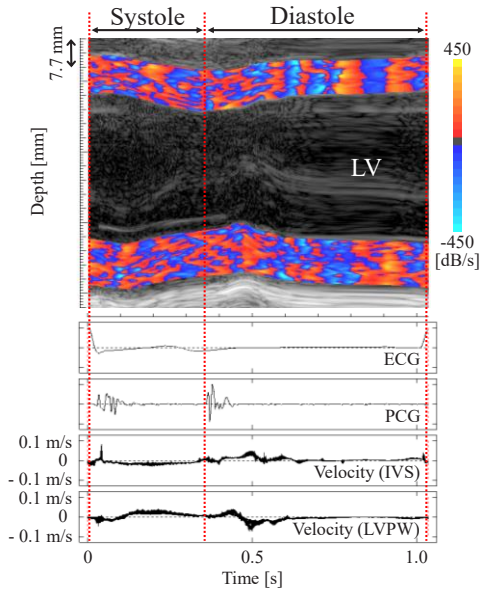 Systole
Diastole
7.7 mm
450
LV
Depth [mm]
-450
[dB/s]
ECG
PCG
0.1 m/s
0
- 0.1 m/s
Velocity (IVS)
0.1 m/s
0
- 0.1 m/s
Velocity (LVPW)
0
0.5
1.0
Time [s]